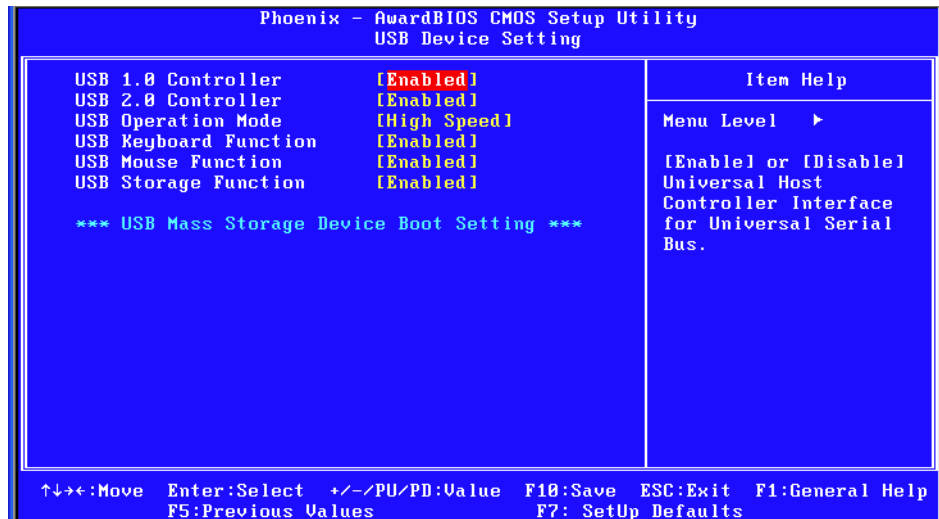 Phoenix - AwardBIOS CMOS Setup Utility
USB Device Setting
USB 1.0 Controller [Enabled]
USB 2.0 Controller [Enabled]
USB Operation Mode [High Speed]
USB Keyboard Function [Enabled]
USB Mouse Function [Enabled]
USB Storage Function [Enabled]
*** USB Mass Storage Device Boot Setting ***
Item Help
Menu Level ►
[Enable] or [Disable]
Universal Host
Controller Interface
for Universal Serial
Bus.
↑↓→←:Move Enter:Select +/-/PU/PD:Value F10:Save ESC:Exit F1:General Help
F5:Previous Values F7: SetUp Defaults